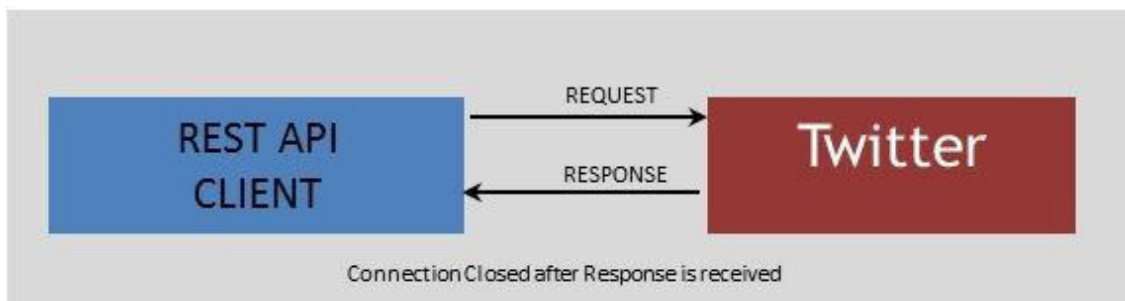 REQUEST
REST API
CLIENT
Twitter
RESPONSE
Connection Closed after Response is received